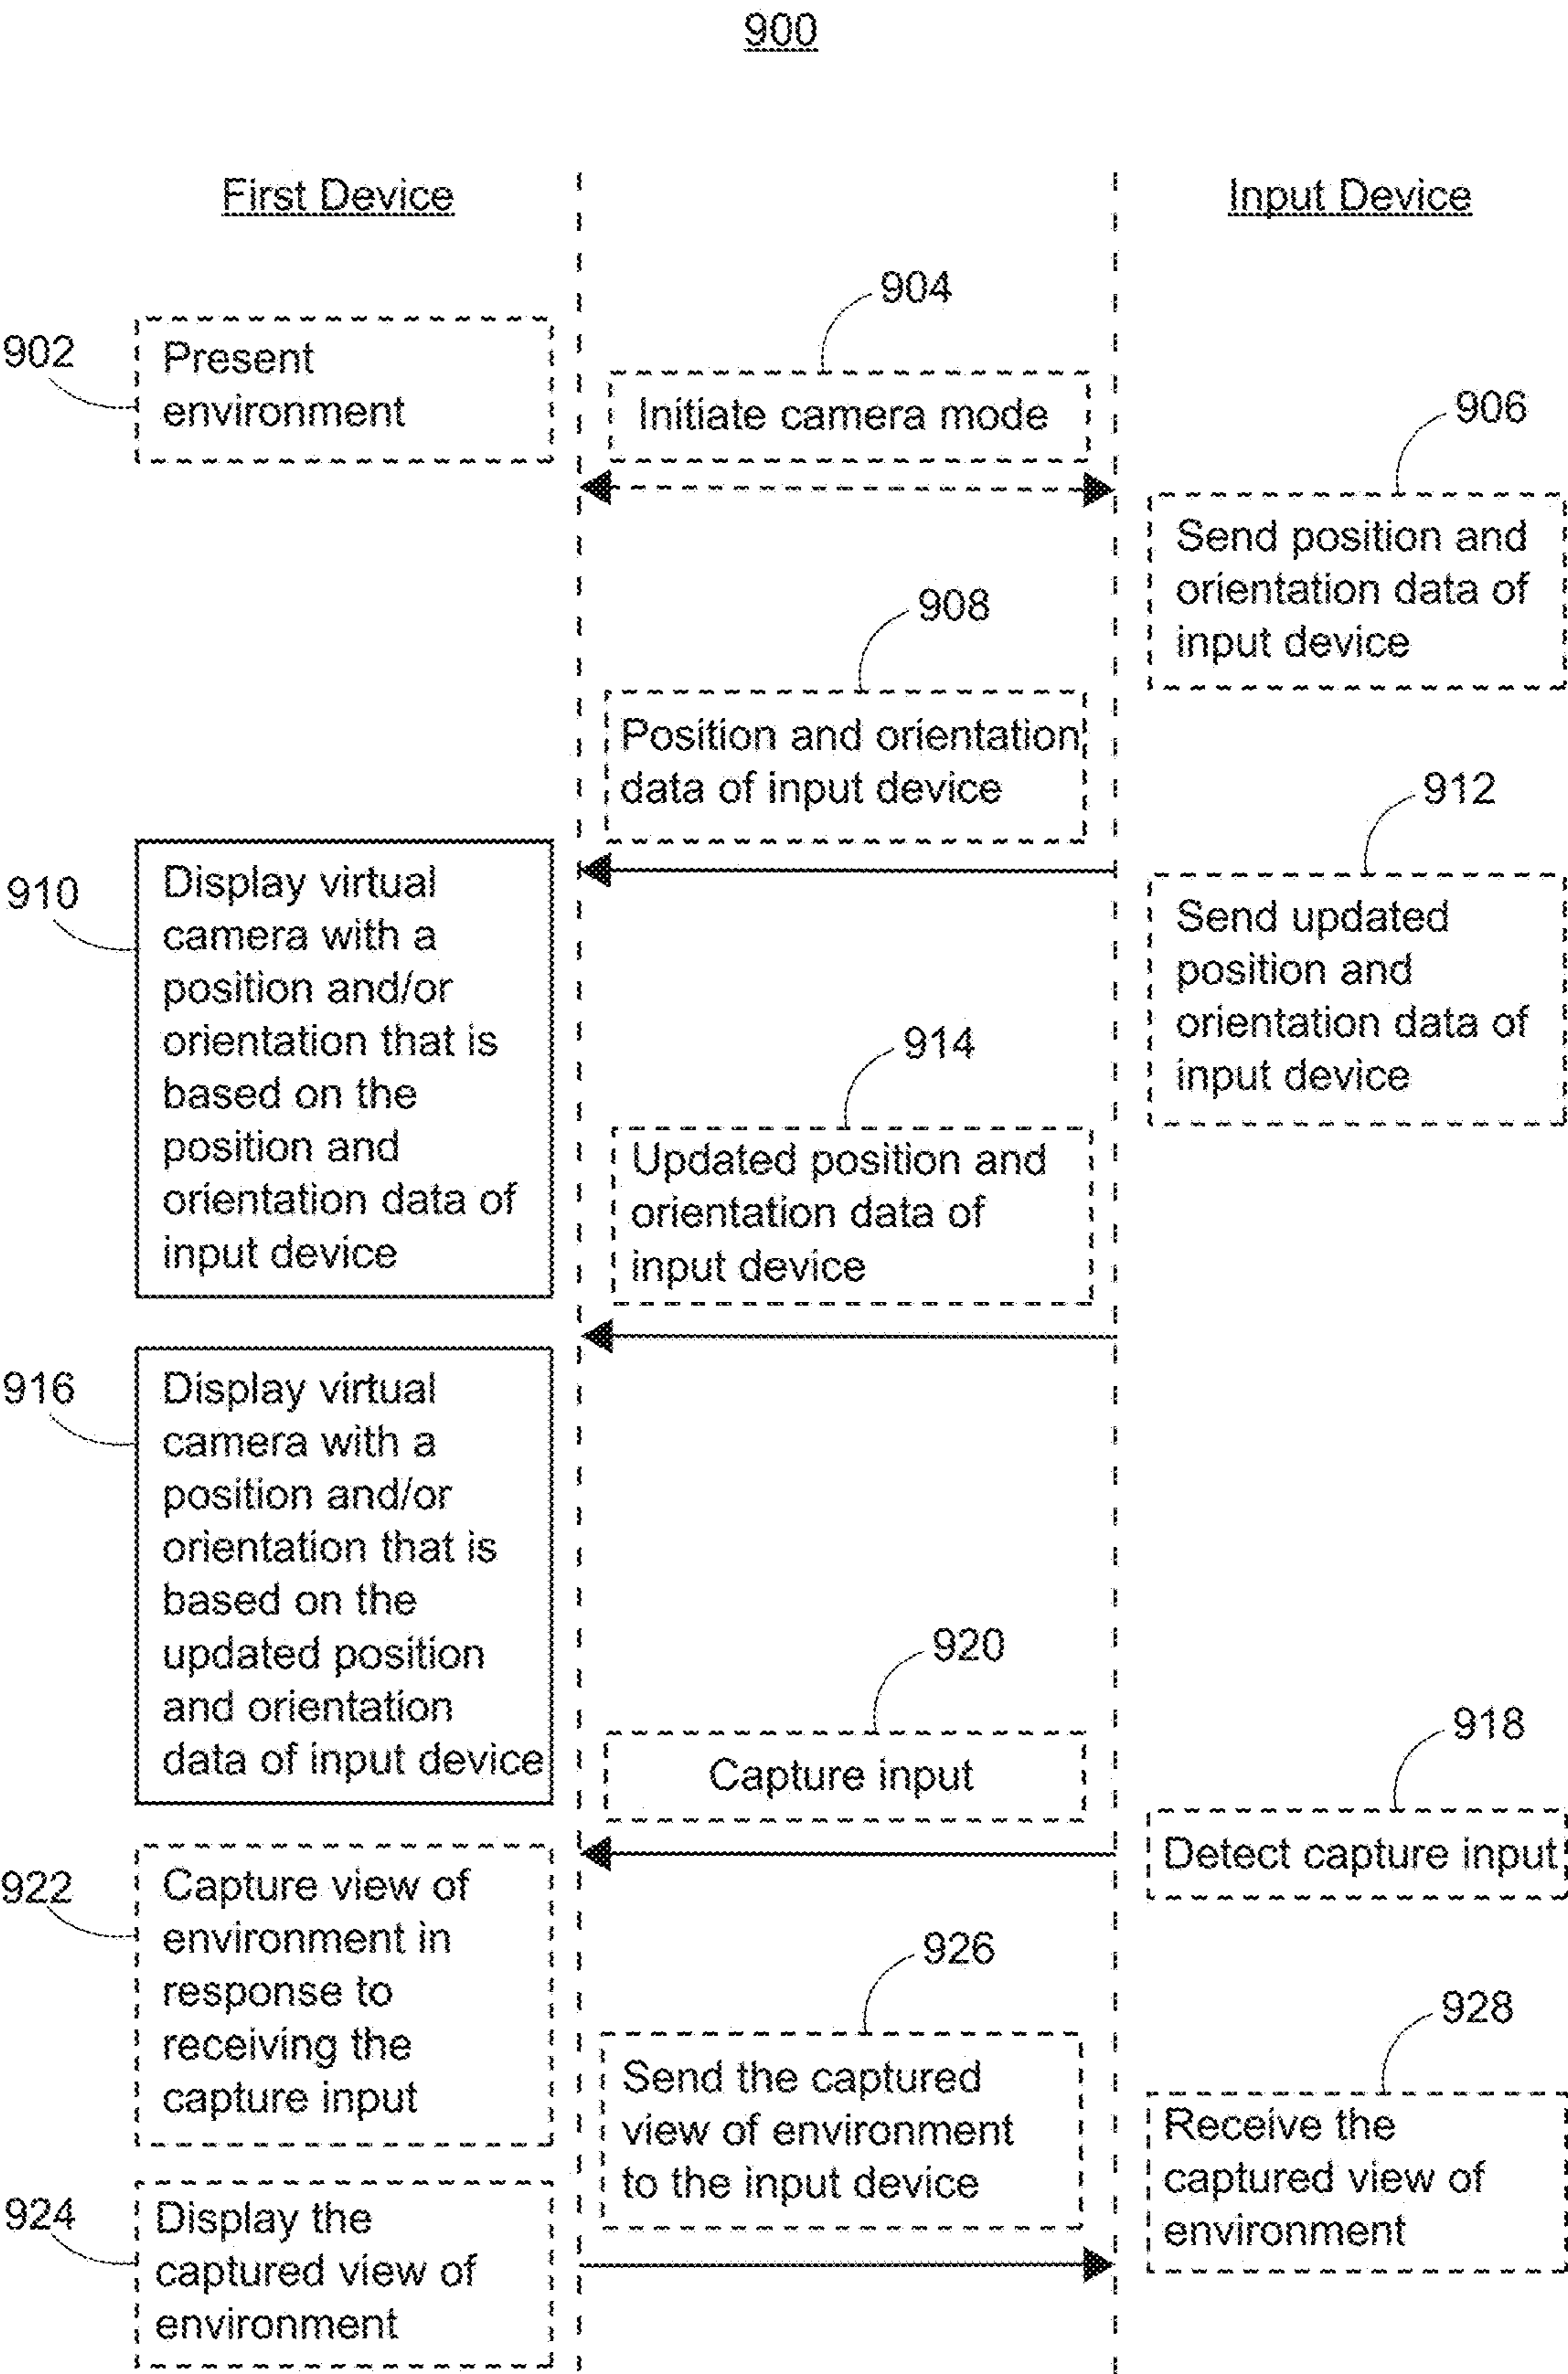 900
First Device
Input Device
904
902
Present
environment
Initiate camera mode
906
Send position and
orientation data of
input device
908
Position and orientation
data of input device
912
910
Display virtual
camera with a
position and/or
orientation that is
based on the
position and
orientation data of
input device
Send updated
position and
orientation data of
input device
914
Updated position and
orientation data of
input device
916
Display virtual
camera with a
position and/or
orientation that is
based on the
updated position
and orientation
data of input device
920
Capture input
918
Detect capture input
922
Capture view of
environment in
response to
receiving the
capture input
926
Send the captured
view of environment
to the input device
928
Receive the
captured view of
environment
924
Display the
captured view of
environment